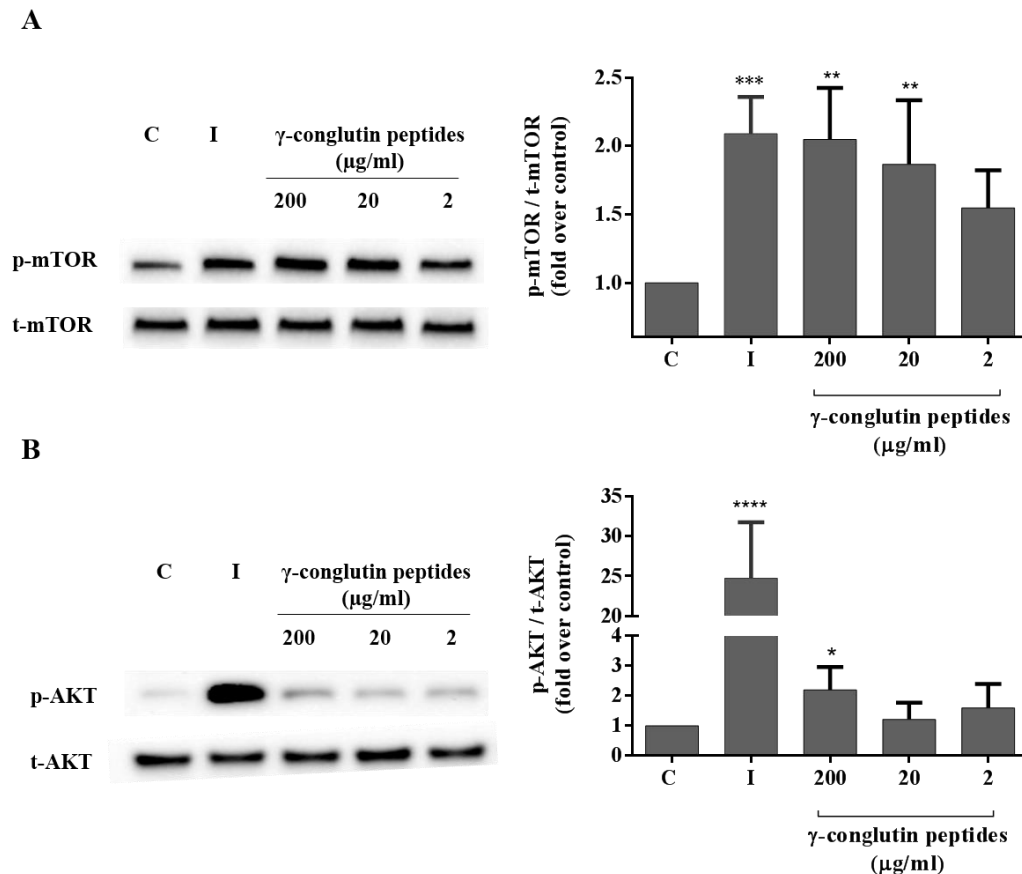 A
C I γ-conglutin peptides
(µg/ml)
200 20 2
p-mTOR
t-mTOR
p-mTOR / t-mTOR
(fold over control)
2.5
2.0
1.5
1.0
*** ** **
C I 200 20 2
γ-conglutin peptides
(µg/ml)
B
C I γ-conglutin peptides
(µg/ml)
200 20 2
p-AKT
t-AKT
p-AKT / t-AKT
(fold over control)
35
30
25
20
4
3
2
1
0
****
*
C I 200 20 2
γ-conglutin peptides
(µg/ml)